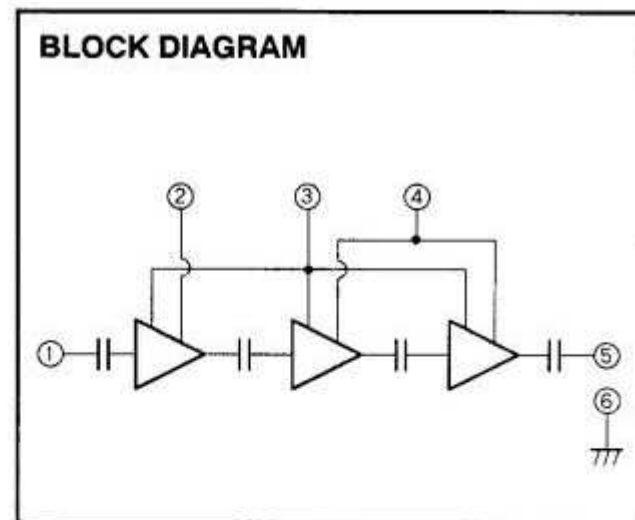 BLOCK DIAGRAM
② ③ ④
① ⑤
⑥